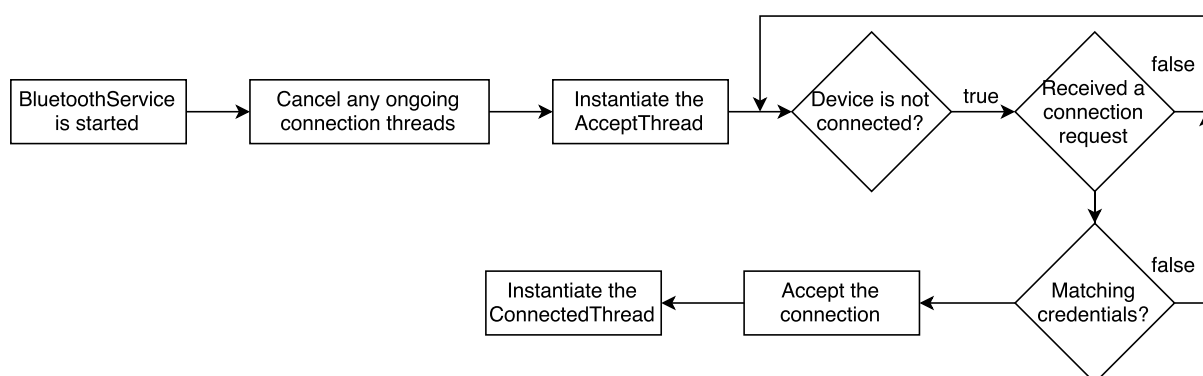 BluetoothService
is started
Cancel any ongoing
connection threads
Instantiate the
AcceptThread
Device is not
connected?
true
Received a
connection
request
false
Matching
credentials?
false
Accept the
connection
Instantiate the
ConnectedThread